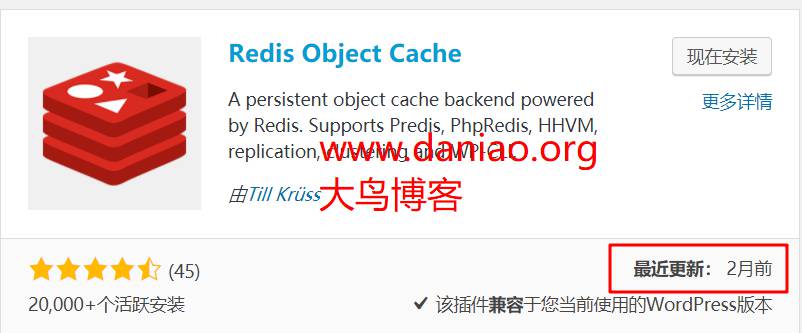 Redis Object Cache
现在安装
更多详情
A persistent object cache backend powered
by Redis. Supports Predis, PhpRedis, HHVM,
replication, clustering and WP-C...
www.daniao.org
大鸟博客
由Till Krüss
(45)
最近更新： 2月前
20,000+个活跃安装
该插件兼容于您当前使用的WordPress版本